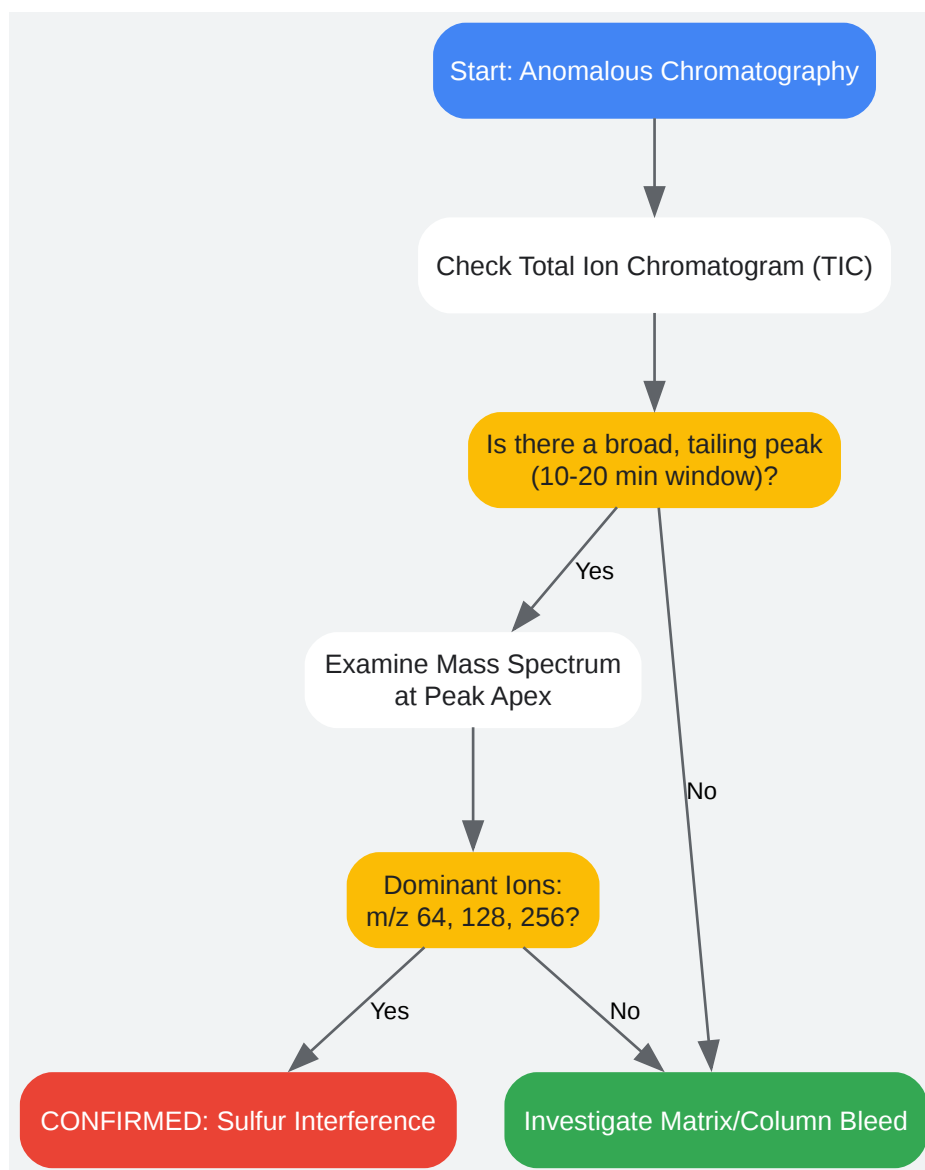 Start: Anomalous Chromatography
Check Total Ion Chromatogram (TIC)
Is there a broad, tailing peak
(10-20 min window)?
Yes
Examine Mass Spectrum
at Peak Apex
No
Dominant Ions:
m/z 64, 128, 256?
Yes
No
CONFIRMED: Sulfur Interference
Investigate Matrix/Column Bleed